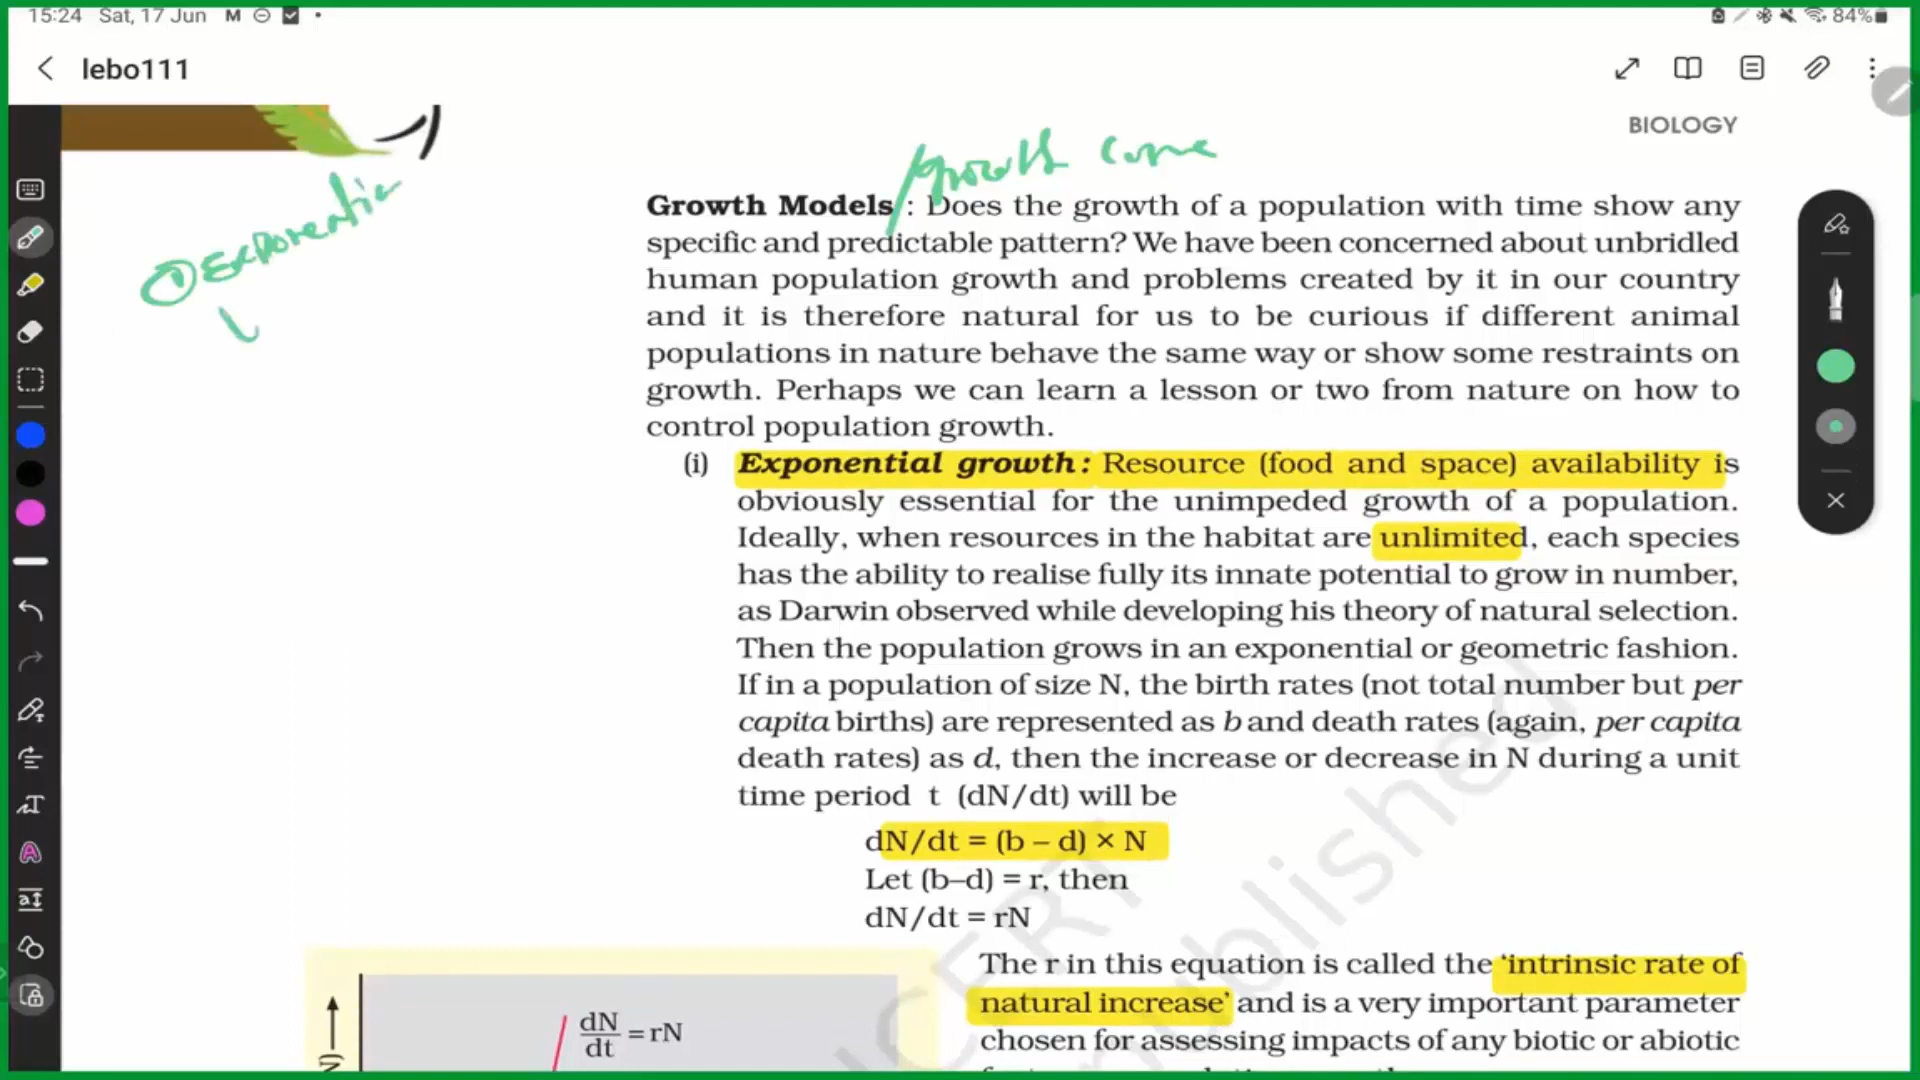 15:24 Sat, 17 Jun M
84%
lebo111
BIOLOGY
Growth curve
① Exponential
Growth Models : Does the growth of a population with time show any
specific and predictable pattern? We have been concerned about unbridled
human population growth and problems created by it in our country
and it is therefore natural for us to be curious if different animal
populations in nature behave the same way or show some restraints on
growth. Perhaps we can learn a lesson or two from nature on how to
control population growth.
(i) Exponential growth: Resource (food and space) availability is
obviously essential for the unimpeded growth of a population.
Ideally, when resources in the habitat are unlimited, each species
has the ability to realise fully its innate potential to grow in number,
as Darwin observed while developing his theory of natural selection.
Then the population grows in an exponential or geometric fashion.
If in a population of size N, the birth rates (not total number but per
capita births) are represented as b and death rates (again, per capita
death rates) as d, then the increase or decrease in N during a unit
time period t (dN/dt) will be
dN/dt = (b – d) × N
Let (b–d) = r, then
dN/dt = rN
The r in this equation is called the ‘intrinsic rate of
natural increase’ and is a very important parameter
chosen for assessing impacts of any biotic or abiotic
dN/dt = rN